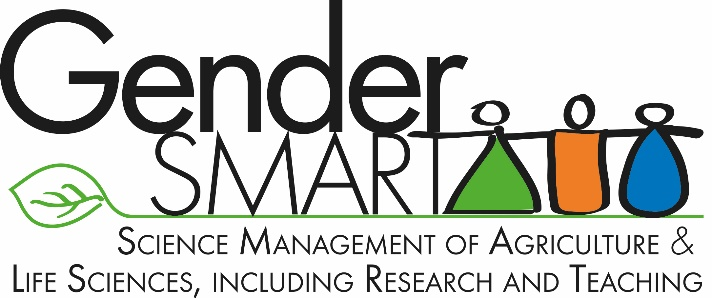 Gender
SMART
SCIENCE MANAGEMENT OF AGRICULTURE &
LIFE SCIENCES, INCLUDING RESEARCH AND TEACHING